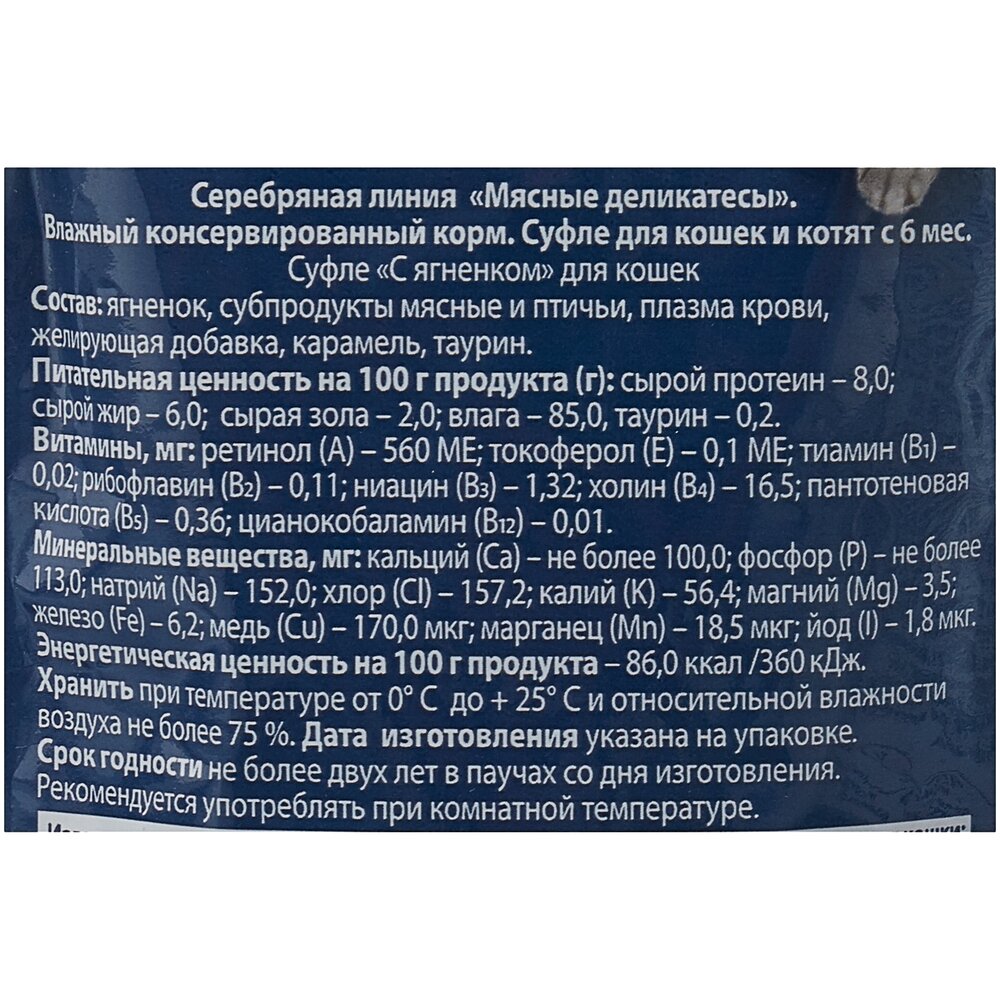 Серебряная линия «Мясные деликатесы».
Влажный консервированный корм. Суфле для кошек и котят с 6 мес.
Суфле «С ягненком» для кошек
Состав: ягненок, субпродукты мясные и птичьи, плазма крови,
желирующая добавка, карамель, таурин.
Питательная ценность на 100 г продукта (г): сырой протеин – 8,0;
сырой жир – 6,0; сырая зола – 2,0; влага – 85,0, таурин – 0,2.
Витамины, мг: ретинол (А) – 560 МЕ; токоферол (Е) – 0,1 МЕ; тиамин (В₁) –
0,02; рибофлавин (В₂) – 0,11; ниацин (В₃) – 1,32; холин (В₄) – 16,5; пантотеновая
кислота (В₅) – 0,36; цианокобаламин (В₁₂) – 0,01.
Минеральные вещества, мг: кальций (Ca) – не более 100,0; фосфор (P) – не более
113,0; натрий (Na) – 152,0; хлор (Cl) – 157,2; калий (K) – 56,4; магний (Mg) – 3,5;
железо (Fe) – 6,2; медь (Cu) – 170,0 мкг; марганец (Mn) – 18,5 мкг; йод (I) – 1,8 мкг.
Энергетическая ценность на 100 г продукта – 86,0 ккал /360 кДж.
Хранить при температуре от 0° С до + 25° С и относительной влажности
воздуха не более 75 %. Дата изготовления указана на упаковке.
Срок годности не более двух лет в паучах со дня изготовления.
Рекомендуется употреблять при комнатной температуре.